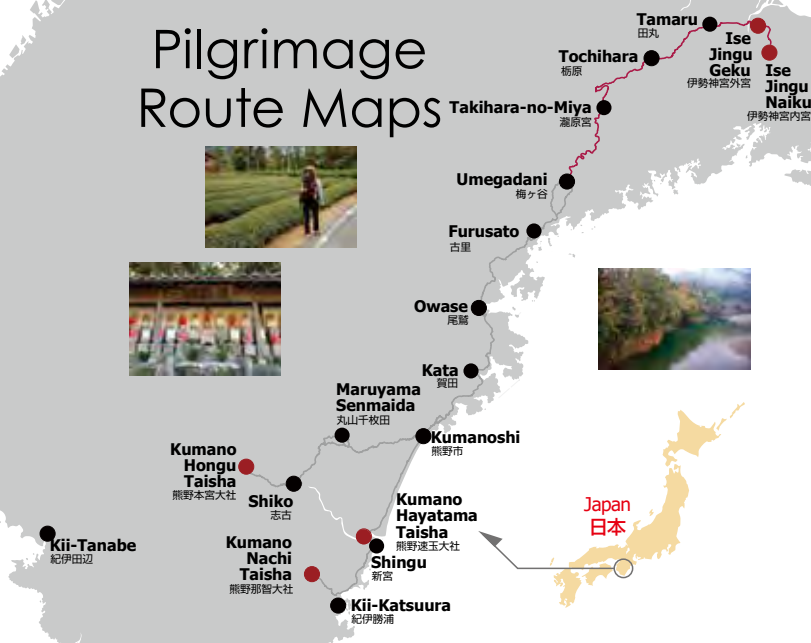 Pilgrimage
Route Maps
Tamaru
田丸
Ise
Jingu
Geku
伊勢神宮外宮
Ise
Jingu
Naiku
伊勢神宮内宮
Tochihara
栃原
Takihara-no-Miya
瀧原宮
Umegadani
梅ヶ谷
Furusato
古里
Owase
尾鷲
Kata
賀田
Maruyama
Senmaida
丸山千枚田
Kumanoshi
熊野市
Kumano
Hongu
Taisha
熊野本宮大社
Shiko
志古
Kumano
Hayatama
Taisha
熊野速玉大社
Shingu
新宮
Kii-Tanabe
紀伊田辺
Kumano
Nachi
Taisha
熊野那智大社
Kii-Katsuura
紀伊勝浦
Japan
日本